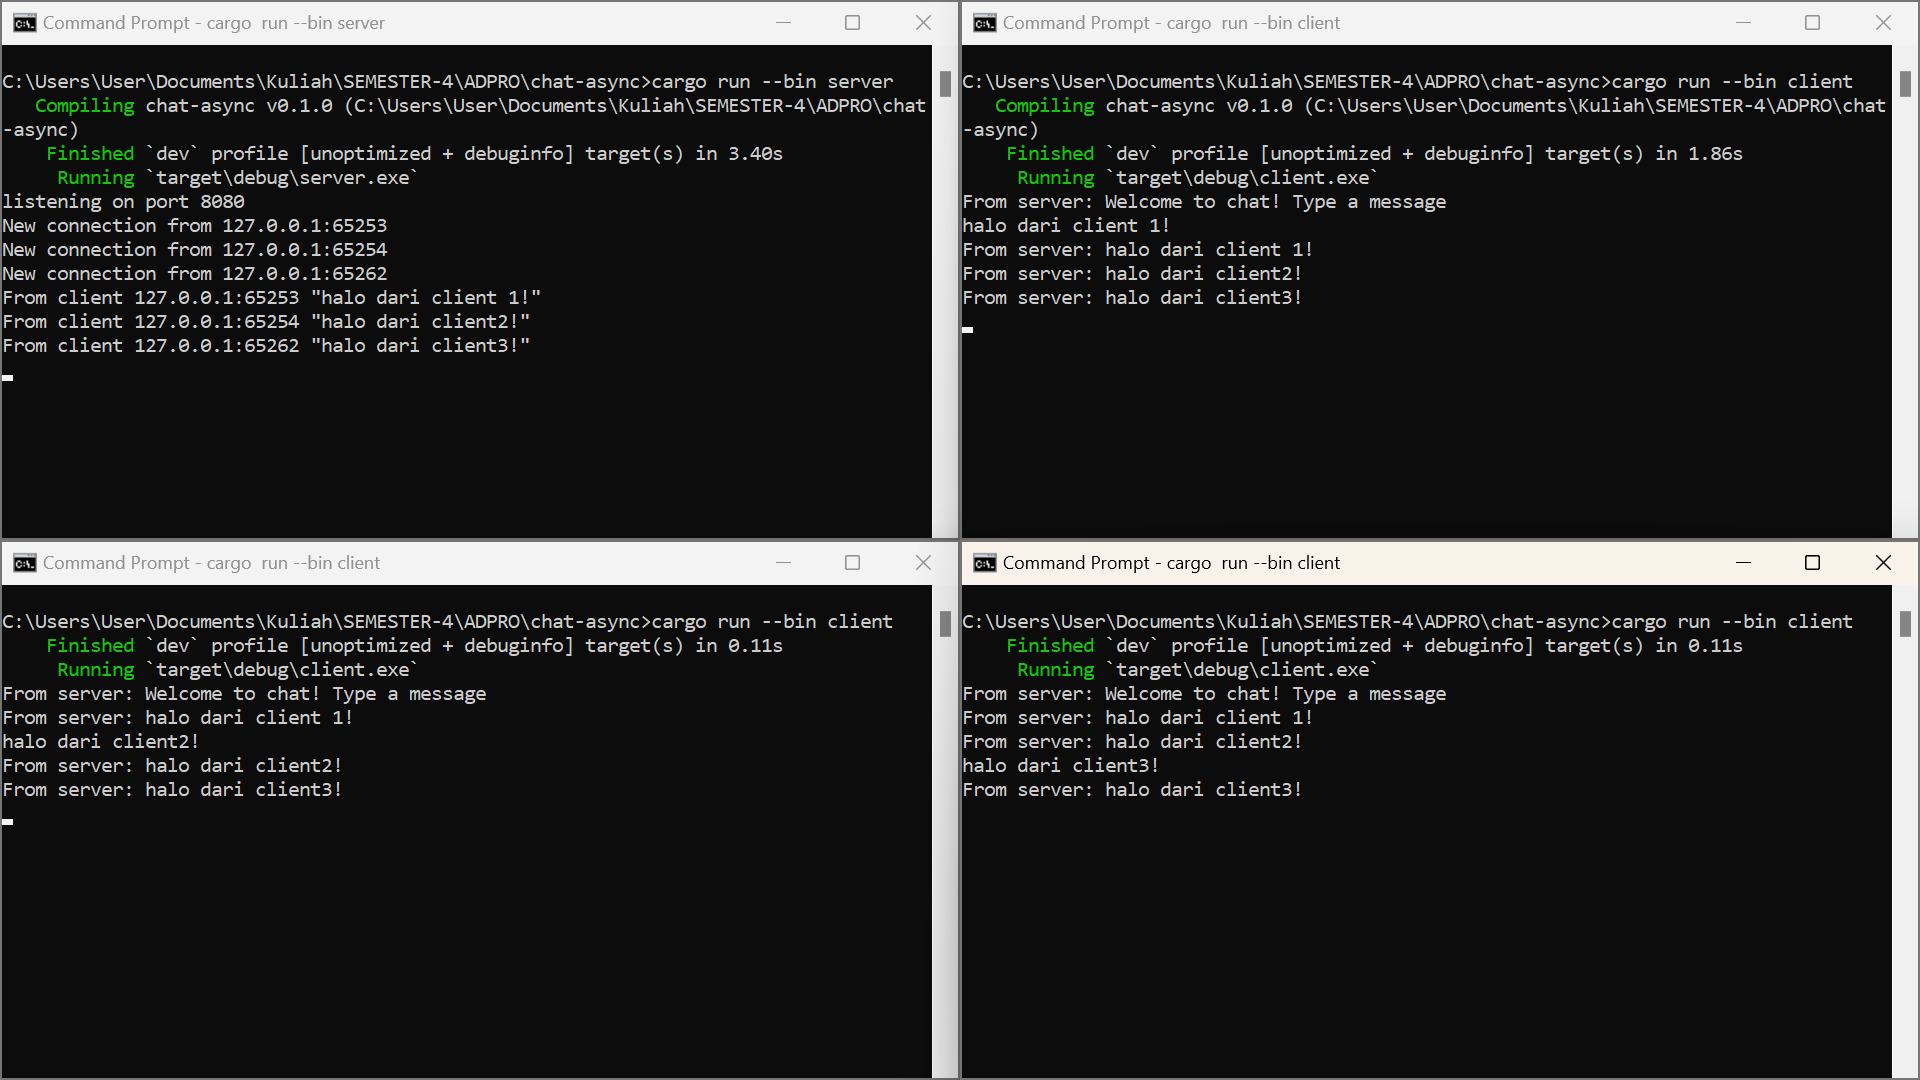 Command Prompt - cargo  run --bin server
C:\Users\User\Documents\Kuliah\SEMESTER-4\ADPRO\chat-async>cargo run --bin server
   Compiling chat-async v0.1.0 (C:\Users\User\Documents\Kuliah\SEMESTER-4\ADPRO\chat
-async)
    Finished `dev` profile [unoptimized + debuginfo] target(s) in 3.40s
     Running `target\debug\server.exe`
listening on port 8080
New connection from 127.0.0.1:65253
New connection from 127.0.0.1:65254
New connection from 127.0.0.1:65262
From client 127.0.0.1:65253 "halo dari client 1!"
From client 127.0.0.1:65254 "halo dari client2!"
From client 127.0.0.1:65262 "halo dari client3!"
Command Prompt - cargo  run --bin client
C:\Users\User\Documents\Kuliah\SEMESTER-4\ADPRO\chat-async>cargo run --bin client
   Compiling chat-async v0.1.0 (C:\Users\User\Documents\Kuliah\SEMESTER-4\ADPRO\chat
-async)
    Finished `dev` profile [unoptimized + debuginfo] target(s) in 1.86s
     Running `target\debug\client.exe`
From server: Welcome to chat! Type a message
halo dari client 1!
From server: halo dari client 1!
From server: halo dari client2!
From server: halo dari client3!
Command Prompt - cargo  run --bin client
C:\Users\User\Documents\Kuliah\SEMESTER-4\ADPRO\chat-async>cargo run --bin client
    Finished `dev` profile [unoptimized + debuginfo] target(s) in 0.11s
     Running `target\debug\client.exe`
From server: Welcome to chat! Type a message
From server: halo dari client 1!
halo dari client2!
From server: halo dari client2!
From server: halo dari client3!
Command Prompt - cargo  run --bin client
C:\Users\User\Documents\Kuliah\SEMESTER-4\ADPRO\chat-async>cargo run --bin client
    Finished `dev` profile [unoptimized + debuginfo] target(s) in 0.11s
     Running `target\debug\client.exe`
From server: Welcome to chat! Type a message
From server: halo dari client 1!
From server: halo dari client2!
halo dari client3!
From server: halo dari client3!